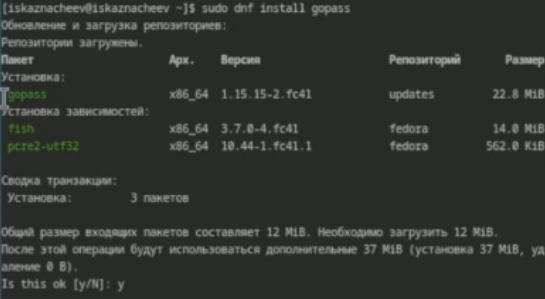 [iskaznacheev@iskaznacheev ~]$ sudo dnf install gopass
Обновление и загрузка репозиториев:
Репозитории загружены.
Пакет Арх. Версия Репозиторий Размер
Установка:
gopass x86_64 1.15.15-2.fc41 updates 22.8 MiB
Установка зависимостей:
fish x86_64 3.7.0-4.fc41 fedora 14.0 MiB
pcre2-utf32 x86_64 10.44-1.fc41.1 fedora 562.0 KiB
Сводка транзакции:
Установка: 3 пакетов
Общий размер входящих пакетов составляет 12 MiB. Необходимо загрузить 12 MiB.
После этой операции будут использоваться дополнительные 37 MiB (установка 37 MiB, уд
аление 0 B).
Is this ok [y/N]: y